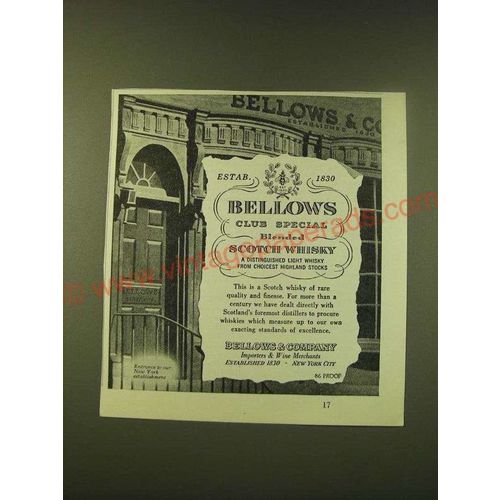 BELLOWS & CO
ESTABLISHED 1830
ESTAB. 1830
BELLOWS
CLUB SPECIAL
Blended
SCOTCH WHISKY
A DISTINGUISHED LIGHT WHISKY
FROM CHOICEST HIGHLAND STOCKS
This is a Scotch whisky of rare
quality and finesse. For more than a
century we have dealt directly with
Scotland's foremost distillers to procure
whiskies which measure up to our own
exacting standards of excellence.
BELLOWS & COMPANY
Importers & Wine Merchants
ESTABLISHED 1830 · NEW YORK CITY
86 PROOF
BELLOWS
Entrance to our
New York
establishment
17
www.vintagepaperads.com